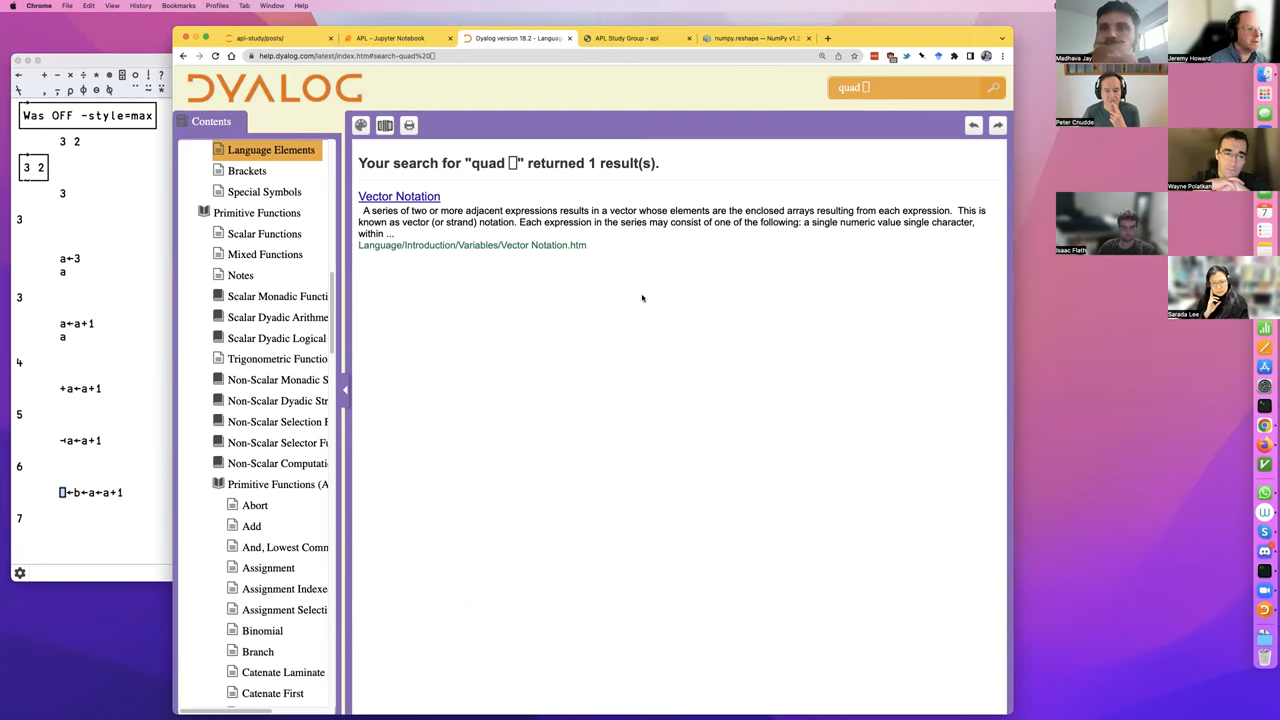 Chrome File Edit View History Bookmarks Profiles Tab Window Help
apl-study/posts/
APL - Jupyter Notebook
Dyalog version 18.2 - Langua
APL Study Group - apl
numpy.reshape — NumPy v1.2
help.dyalog.com/latest/index.htm#search-quad%20⎕
DYALOG
quad ⎕
Contents
Language Elements
Brackets
Special Symbols
Primitive Functions
Scalar Functions
Mixed Functions
Notes
Scalar Monadic Functi
Scalar Dyadic Arithme
Scalar Dyadic Logical
Trigonometric Functio
Non-Scalar Monadic S
Non-Scalar Dyadic Str
Non-Scalar Selection F
Non-Scalar Selector Fu
Non-Scalar Computati
Primitive Functions (A
Abort
Add
And, Lowest Comm
Assignment
Assignment Indexe
Assignment Selecti
Binomial
Branch
Catenate Laminate
Catenate First
Your search for "quad ⎕" returned 1 result(s).
Vector Notation
A series of two or more adjacent expressions results in a vector whose elements are the enclosed arrays resulting from each expression. This is
known as vector (or strand) notation. Each expression in the series may consist of one of the following: a single numeric value single character,
within ...
Language/Introduction/Variables/Vector Notation.htm
← + - × ÷ * ⍟ ⌹ ○ ! ?
Was OFF -style=max
3 2
3 2
3
3
a←3
a
3
a←a+1
a
4
+a←a+1
5
⊣a←a+1
6
⎕←b←a←a+1
7
Madhava Jay
Jeremy Howard
Peter Cnudde
Wayne Polatkan
Isaac Flath
Sarada Lee
7